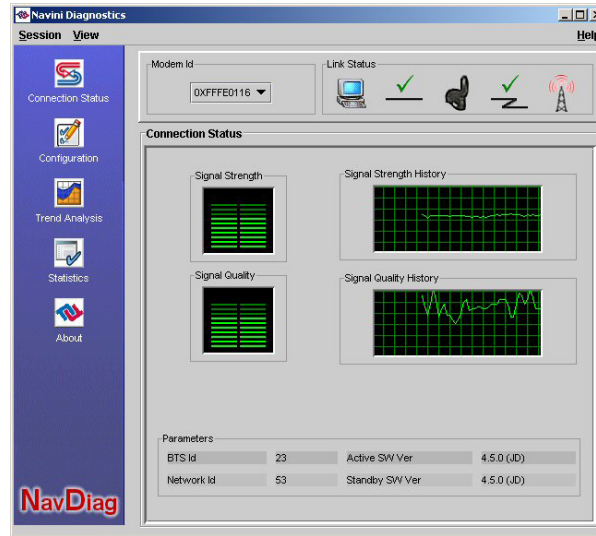 Navini Diagnostics
Session View Help
Modem Id
0XFFFE0116
Link Status
Connection Status
Configuration
Trend Analysis
Statistics
About
NavDiag
Connection Status
Signal Strength
Signal Strength History
Signal Quality
Signal Quality History
Parameters
BTS Id 23 Active SW Ver 4.5.0 (JD)
Network Id 53 Standby SW Ver 4.5.0 (JD)